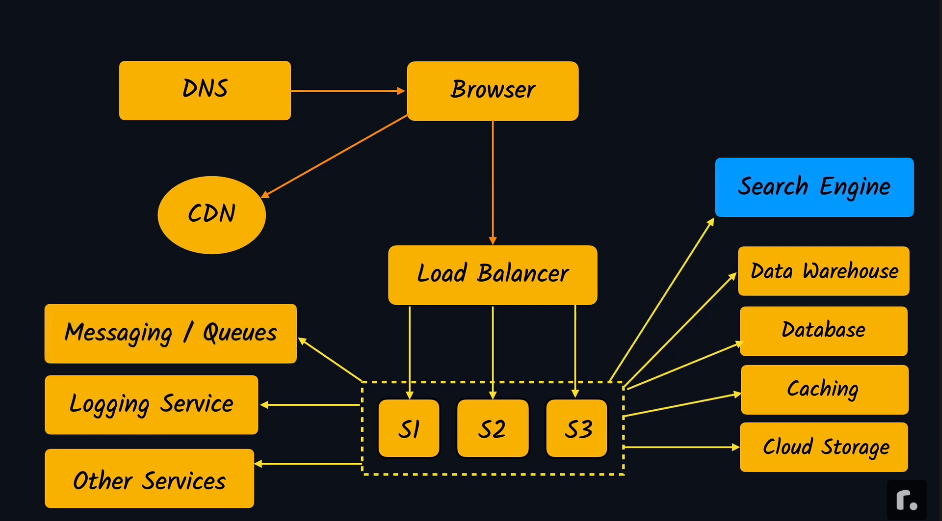 DNS
Browser
CDN
Search Engine
Load Balancer
Data Warehouse
Messaging / Queues
Database
Logging Service
Caching
S1
S2
S3
Cloud Storage
Other Services
r.